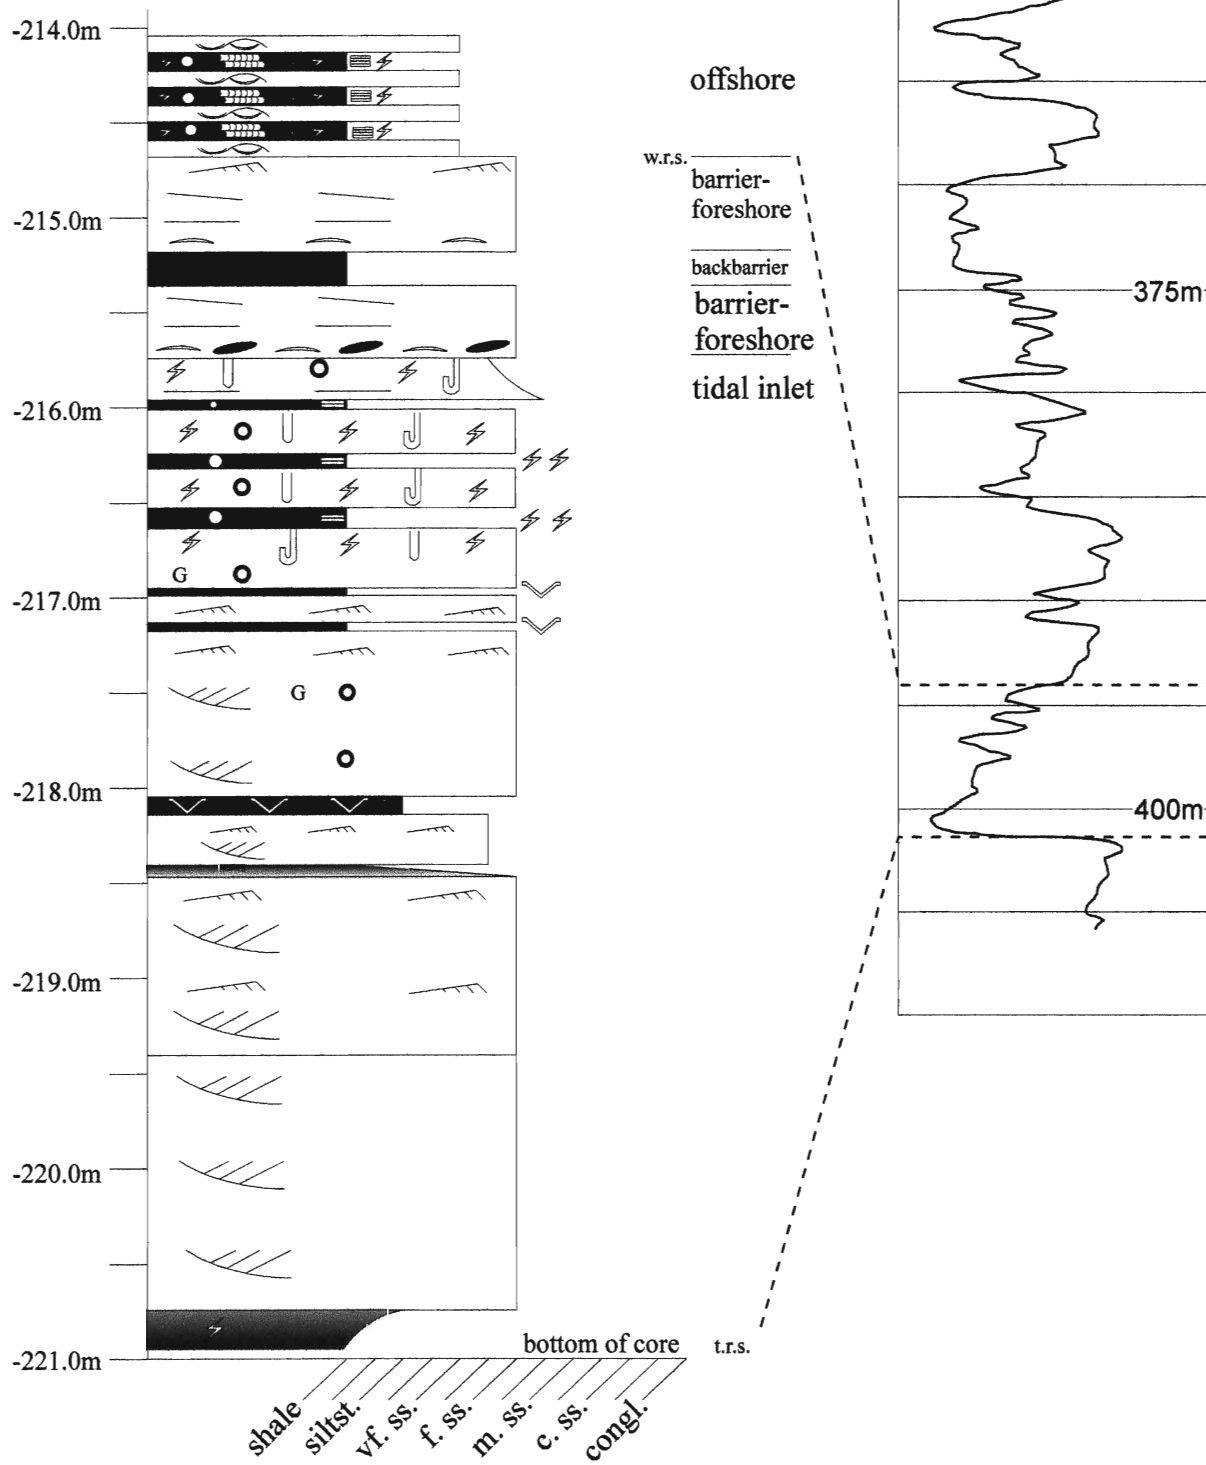 -214.0m
offshore
w.r.s.
barrier-
foreshore
-215.0m
backbarrier
375m
barrier-
foreshore
tidal inlet
-216.0m
G
-217.0m
G
-218.0m
400m
-219.0m
-220.0m
bottom of core
t.r.s.
-221.0m
shale
siltst.
vf. ss.
f. ss.
m. ss.
c. ss.
congl.